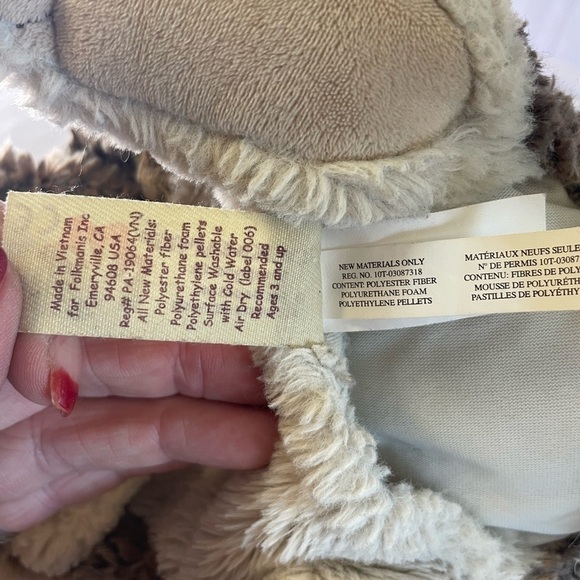 Made in Vietnam
for Folkmanis Inc
Emeryville, CA
94608 USA
Reg# PA-19064(VN)
All New Materials:
Polyester fiber
Polyurethane foam
Polyethylene pellets
Surface Washable
with Cold Water
Air Dry (label 006)
Recommended
Ages 3 and up
NEW MATERIALS ONLY
REG. NO. 10T-03087318
CONTENT: POLYESTER FIBER
POLYURETHANE FOAM
POLYETHYLENE PELLETS
MATÉRIAUX NEUFS SEULE
N° DE PERMIS 10T-03087
CONTENU: FIBRES DE POL
MOUSSE DE POLYURÉTH
PASTILLES DE POLYÉTHY